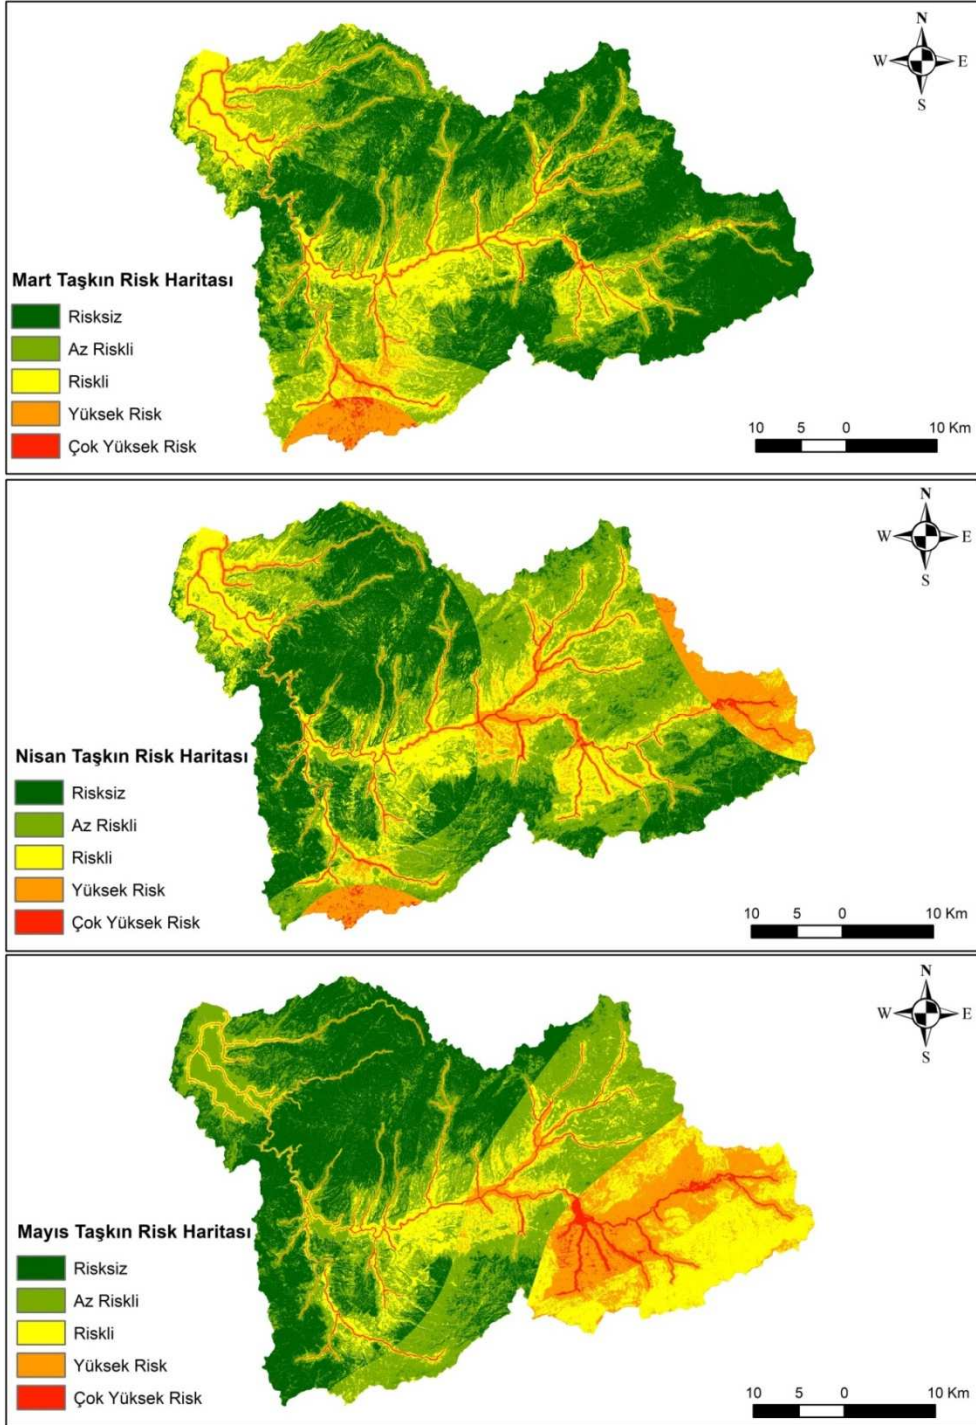 N
W E
S
Mart Taşkın Risk Haritası
Risksiz
Az Riskli
Riskli
Yüksek Risk
Çok Yüksek Risk
10 5 0 10 Km
N
W E
S
Nisan Taşkın Risk Haritası
Risksiz
Az Riskli
Riskli
Yüksek Risk
Çok Yüksek Risk
10 5 0 10 Km
N
W E
S
Mayıs Taşkın Risk Haritası
Risksiz
Az Riskli
Riskli
Yüksek Risk
Çok Yüksek Risk
10 5 0 10 Km